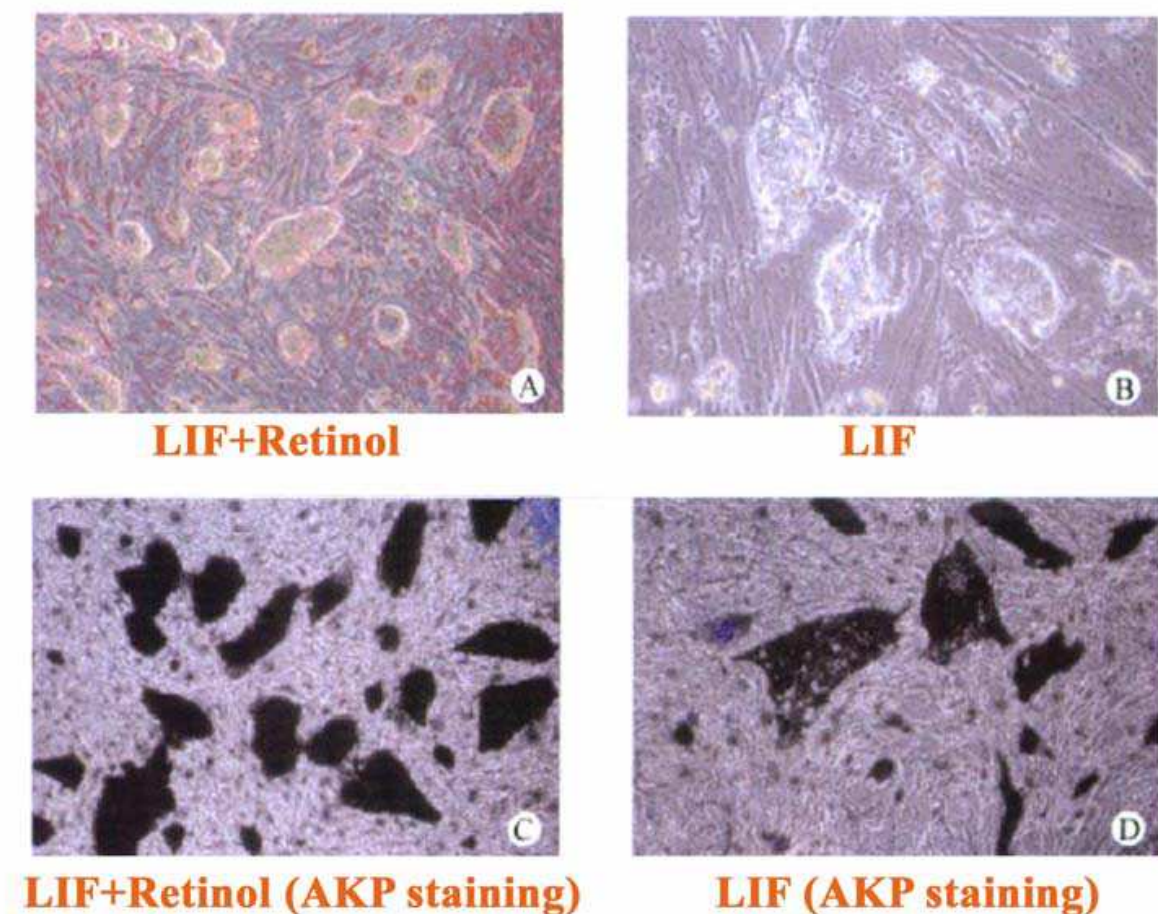 A
B
LIF+Retinol
LIF
C
D
LIF+Retinol (AKP staining)
LIF (AKP staining)